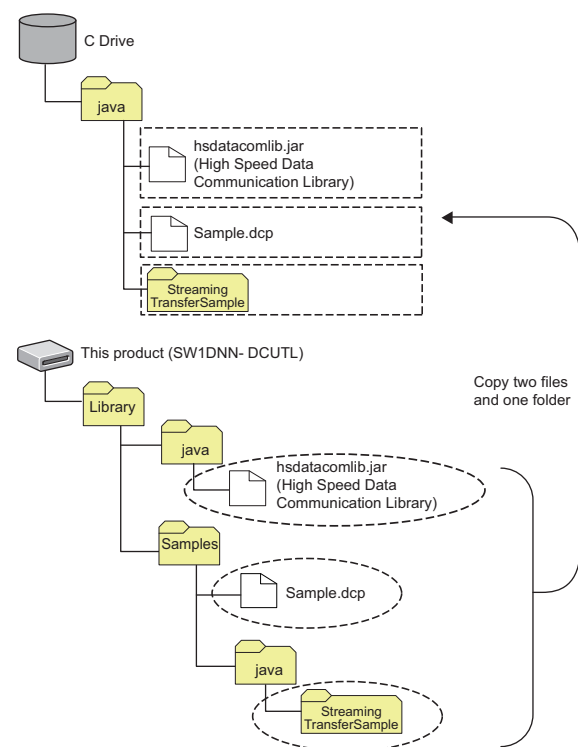 C Drive
java
hsdatacomlib.jar
(High Speed Data
Communication Library)
Sample.dcp
Streaming
TransferSample
This product (SW1DNN- DCUTL)
Copy two files
and one folder
Library
java
hsdatacomlib.jar
(High Speed Data
Communication Library)
Samples
Sample.dcp
java
Streaming
TransferSample